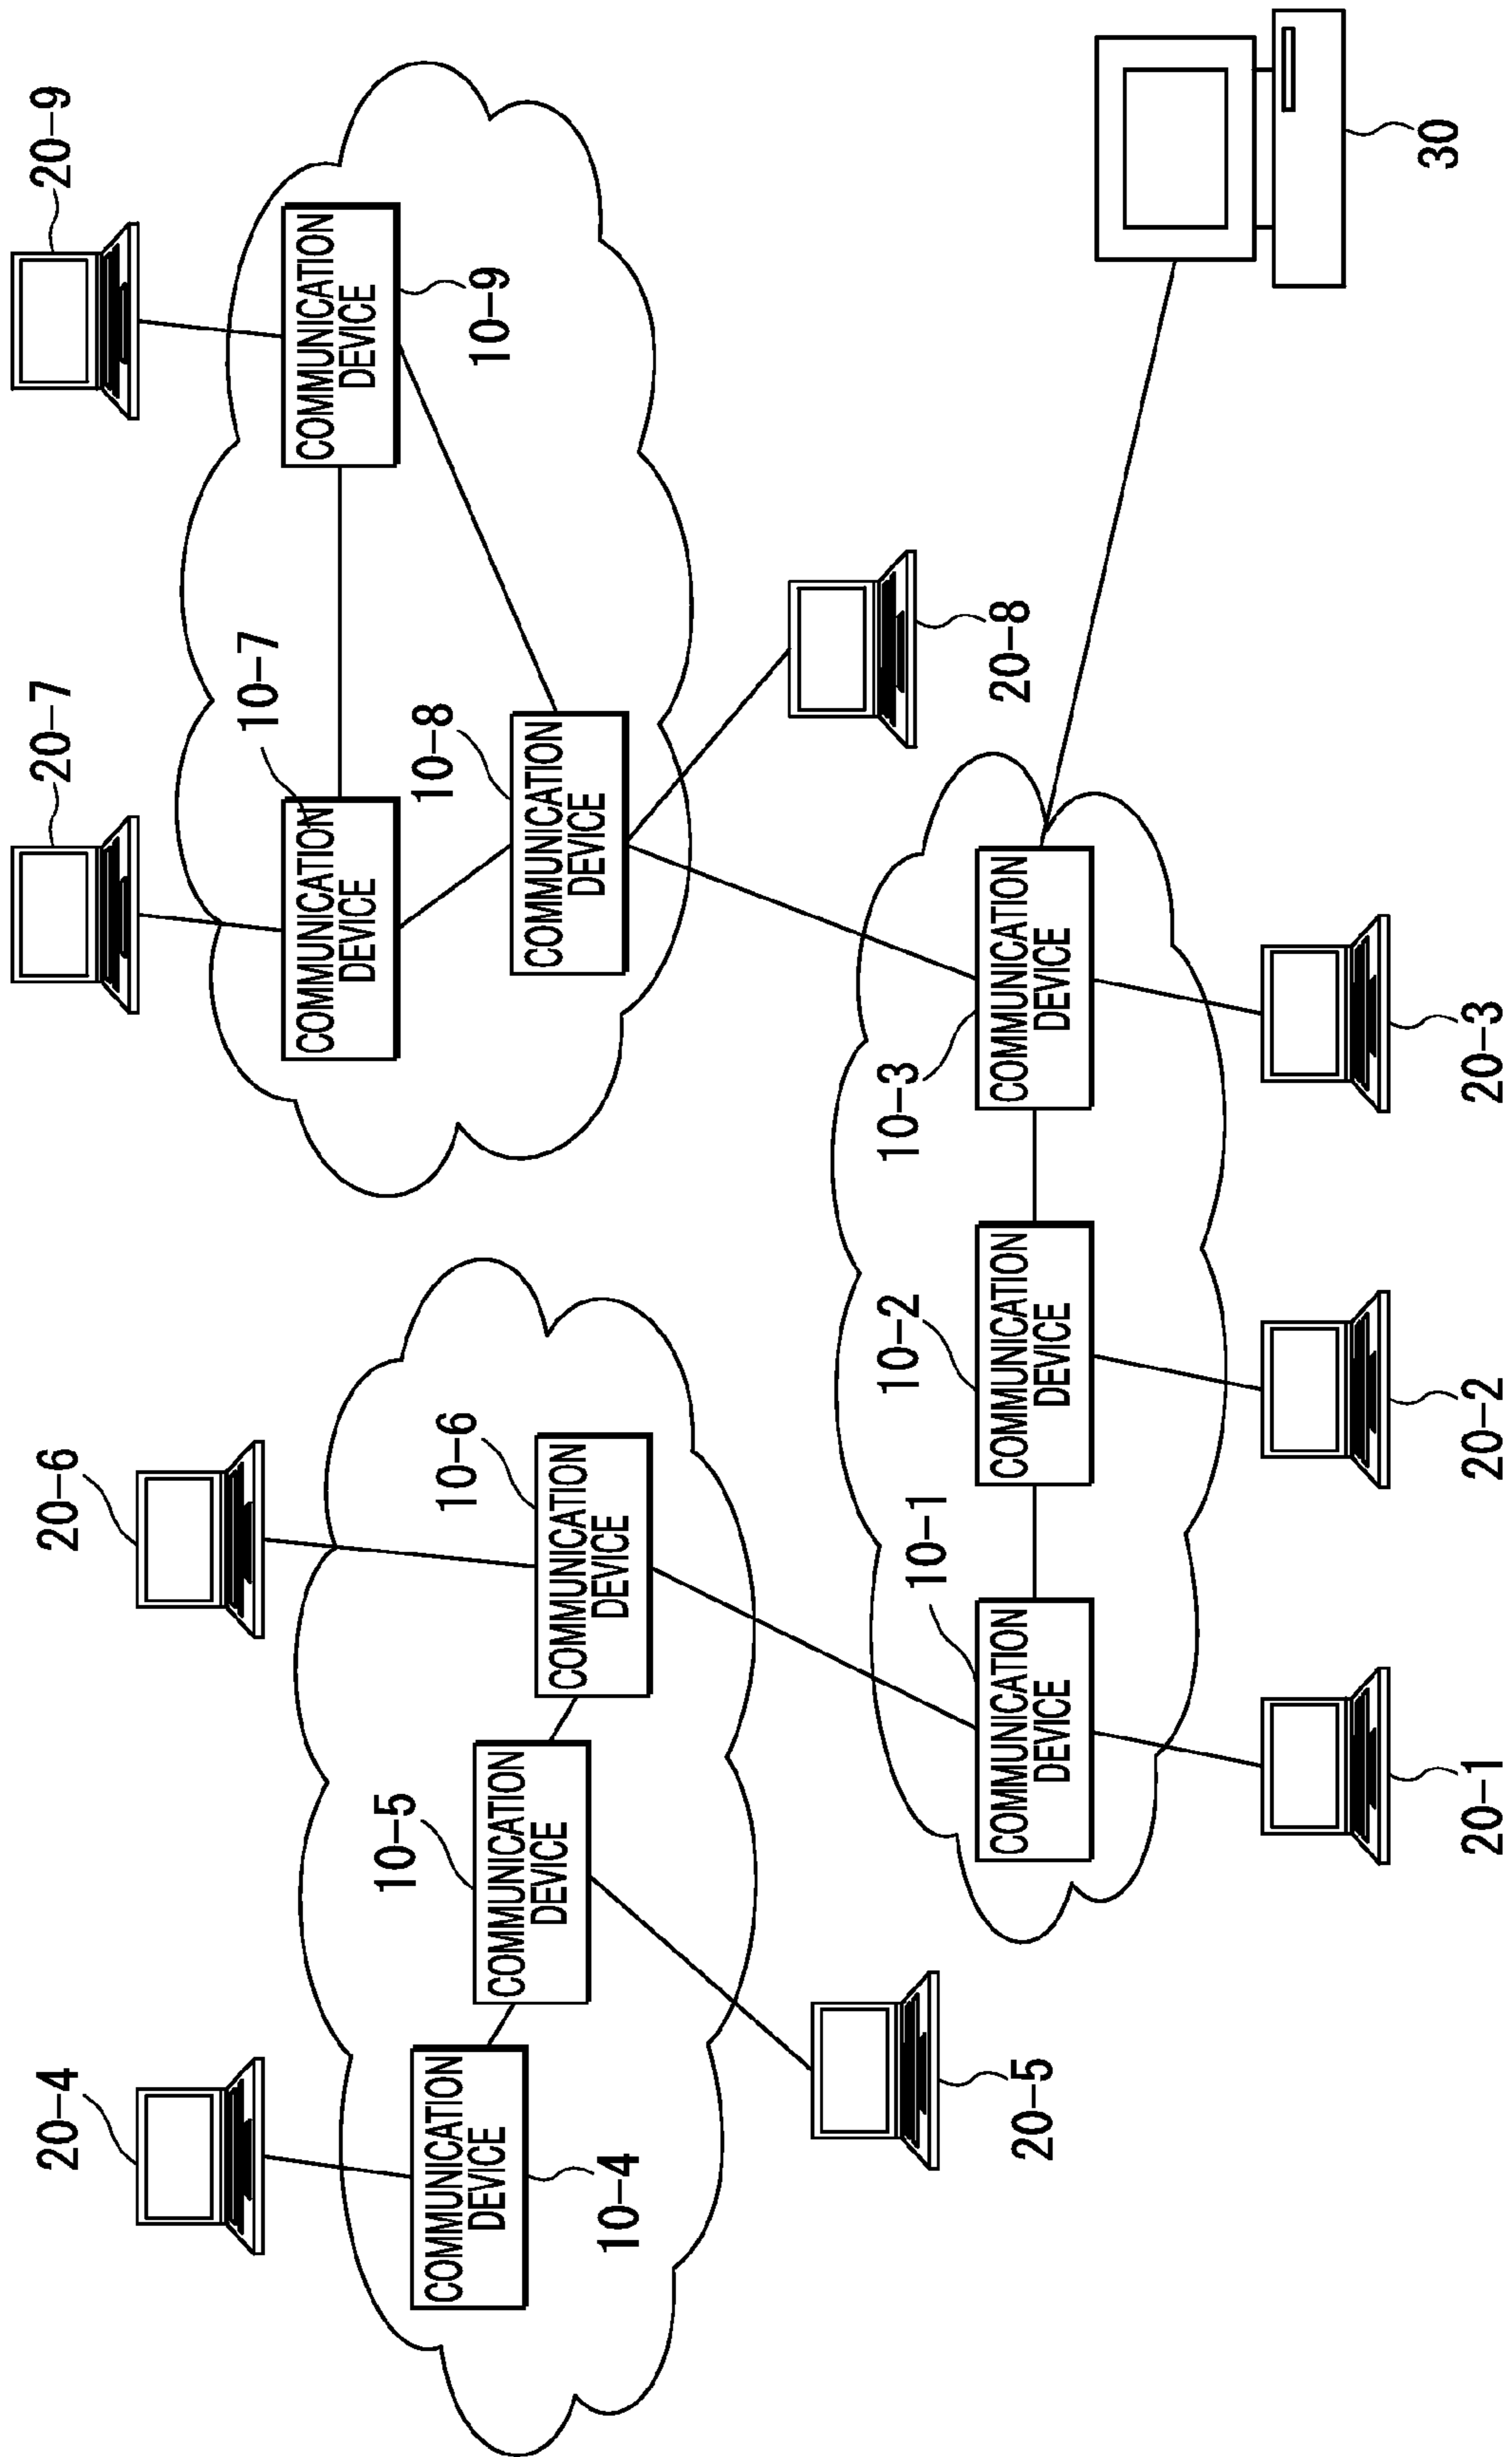 20-4
20-6
20-7
20-9
10-4
COMMUNICATION
DEVICE
10-5
COMMUNICATION
DEVICE
10-6
COMMUNICATION
DEVICE
10-7
COMMUNICATION
DEVICE
10-8
COMMUNICATION
DEVICE
10-9
COMMUNICATION
DEVICE
20-5
20-8
10-1
COMMUNICATION
DEVICE
10-2
COMMUNICATION
DEVICE
10-3
COMMUNICATION
DEVICE
20-1
20-2
20-3
30